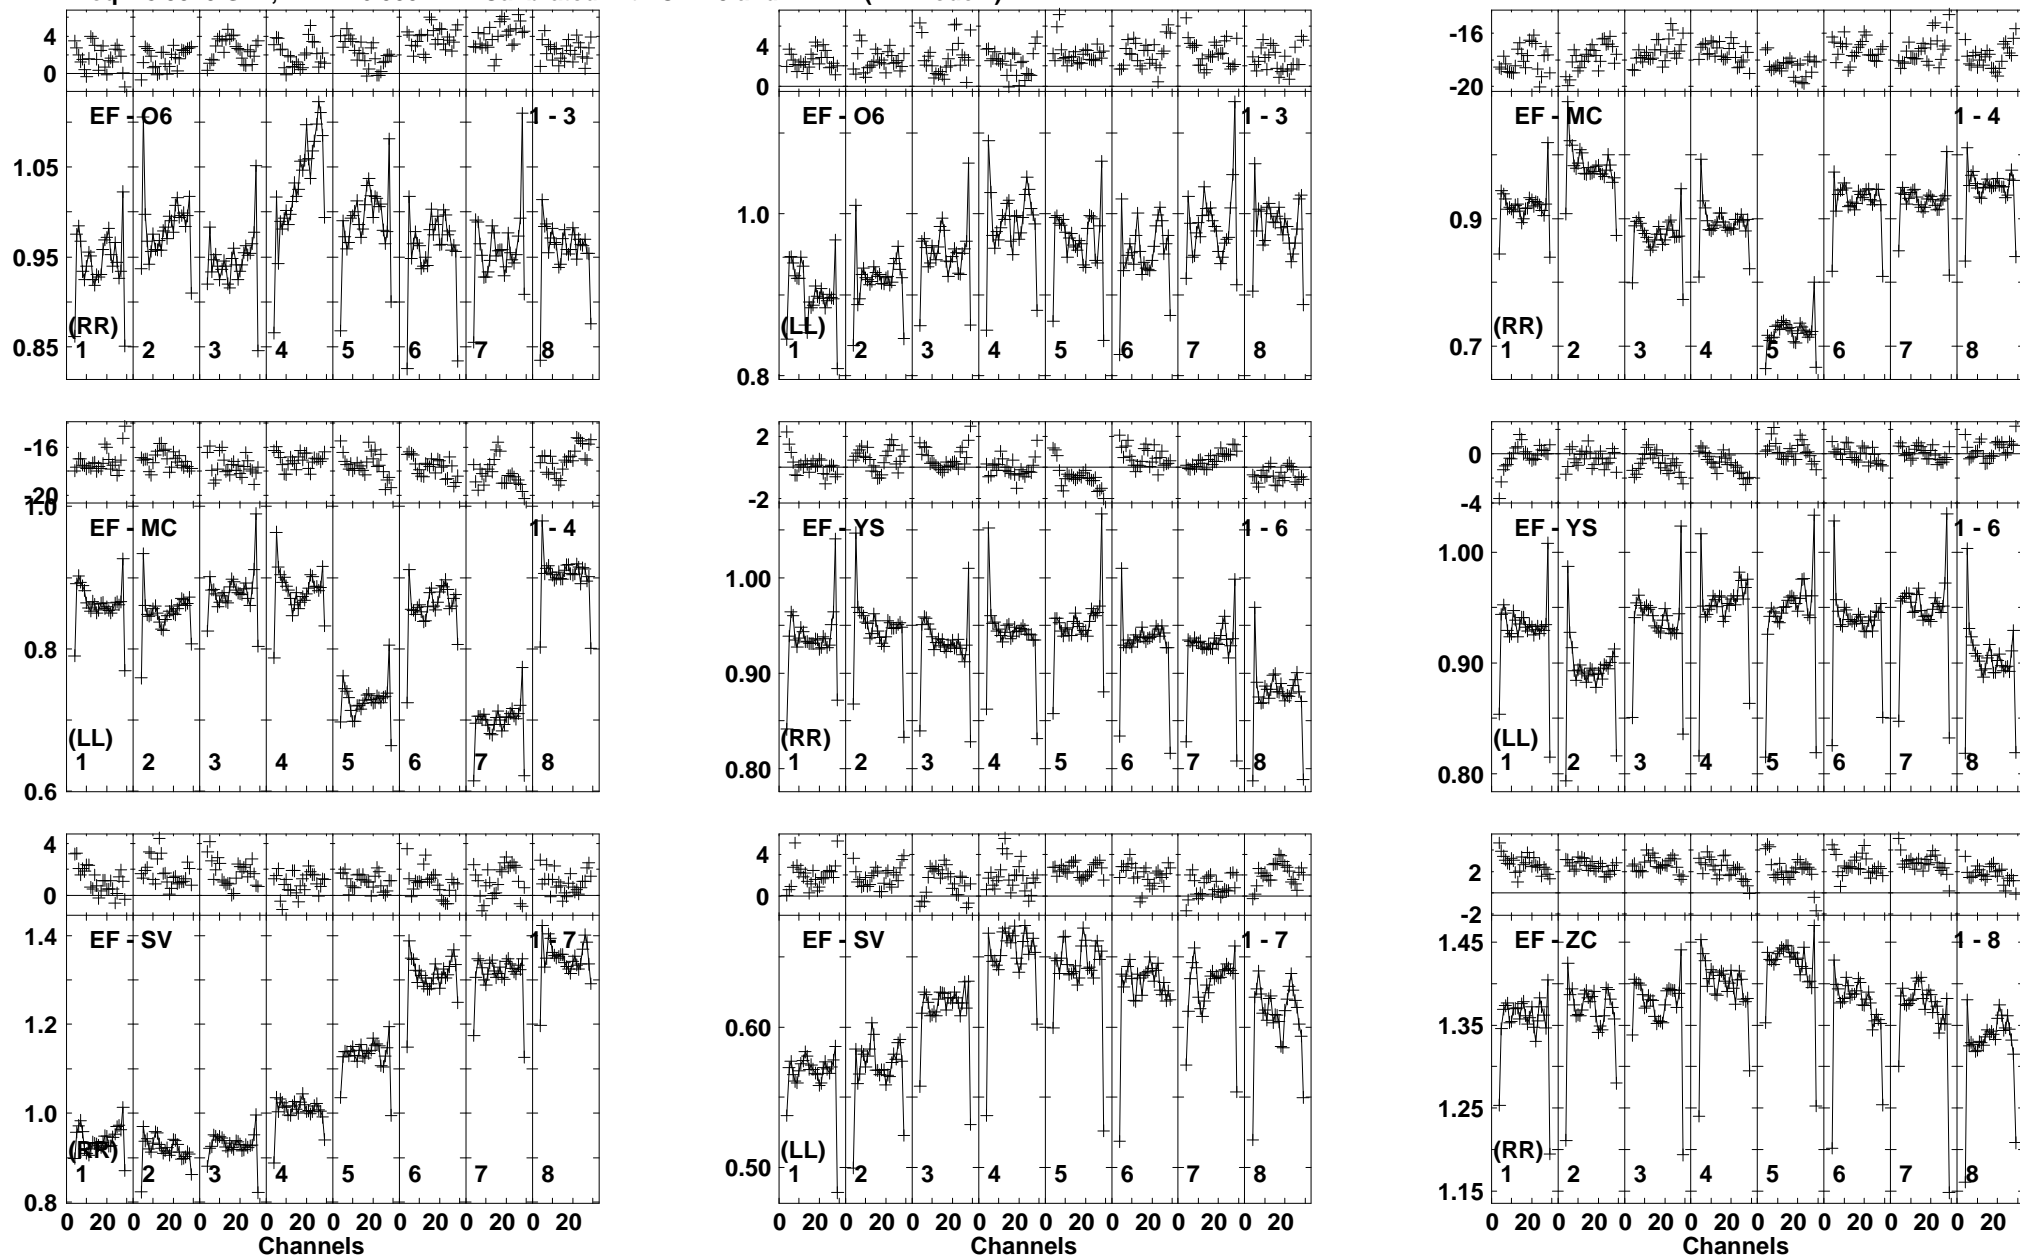 4 4 -16
0 0 -20
EF - O6 1 - 3 EF - O6 1 - 3 EF - MC 1 - 4
1.05 1.0 0.9
0.95
(RR) (LL) (RR)
0.85 1 2 3 4 5 6 7 8 1 2 3 4 5 6 7 8 0.7 1 2 3 4 5 6 7 8
0.8
-16 2 0
-20 -2 -4
1.0
EF - MC 1 - 4 EF - YS 1 - 6 EF - YS 1 - 6
1.00 1.00
0.8 0.90 0.90
(LL) (RR) (LL)
1 2 3 4 5 6 7 8 0.80 1 2 3 4 5 6 7 8 0.80 1 2 3 4 5 6 7 8
0.6
4 4 2
0 0 -2
1.4 EF - SV 1 - 7 EF - SV 1 - 7 1.45 EF - ZC 1 - 8
1.2 0.60 1.35
1.0 1.25
(RR) (LL) (RR)
1 2 3 4 5 6 7 8 0.50 1 2 3 4 5 6 7 8 1 2 3 4 5 6 7 8
0.8 1.15
0 20 0 20 0 20 0 20 0 20 0 20 0 20 0 20 0 20 0 20 0 20 0 20 0 20 0 20 0 20 0 20 0 20 0 20 0 20 0 20 0 20 0 20 0 20 0 20
Channels Channels Channels